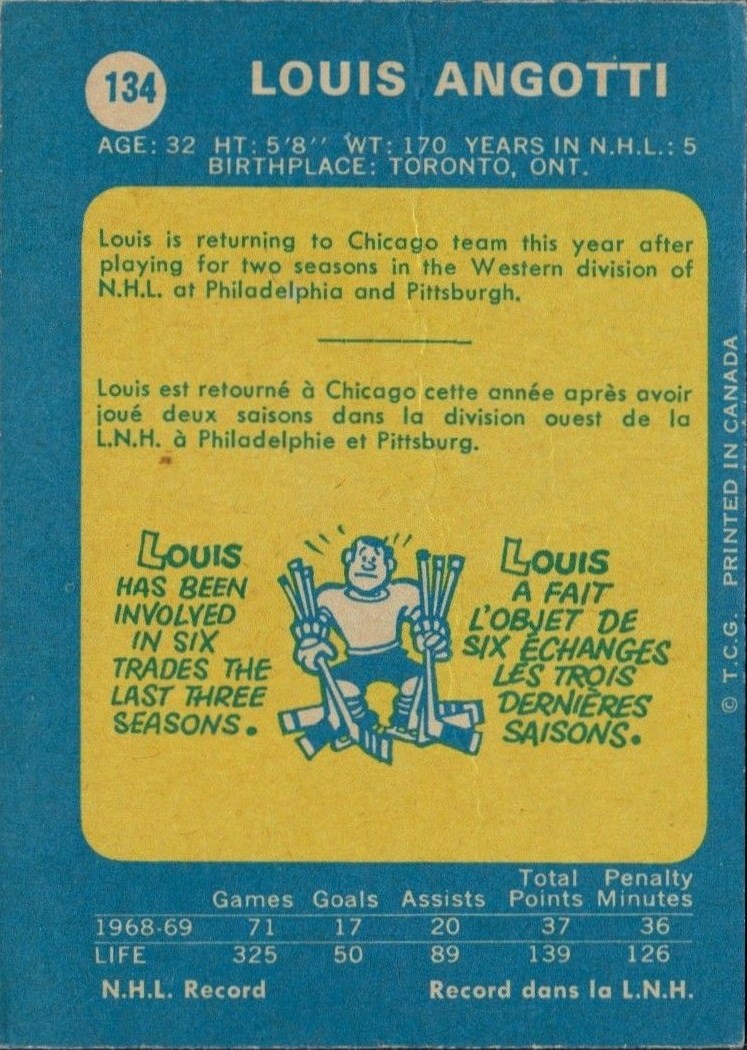 134
LOUIS ANGOTTI
AGE: 32 HT: 5'8'' WT: 170 YEARS IN N.H.L.: 5
BIRTHPLACE: TORONTO, ONT.
Louis is returning to Chicago team this year after
playing for two seasons in the Western division of
N.H.L. at Philadelphia and Pittsburgh.
Louis est retourné à Chicago cette année après avoir
joué deux saisons dans la division ouest de la
L.N.H. à Philadelphie et Pittsburg.
LOUIS
HAS BEEN
INVOLVED
IN SIX
TRADES THE
LAST THREE
SEASONS.
LOUIS
A FAIT
L'OBJET DE
SIX ÉCHANGES
LES TROIS
DERNIÈRES
SAISONS.
© T.C.G. PRINTED IN CANADA
Games Goals Assists Total Points Penalty Minutes
1968-69 71 17 20 37 36
LIFE 325 50 89 139 126
N.H.L. Record Record dans la L.N.H.